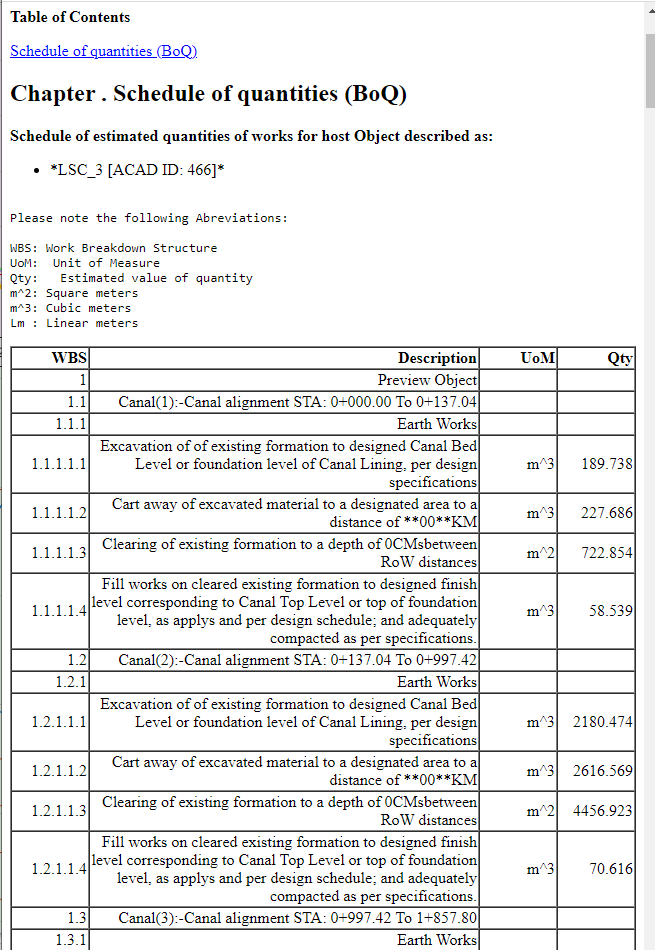 Table of Contents
Schedule of quantities (BoQ)
Chapter . Schedule of quantities (BoQ)
Schedule of estimated quantities of works for host Object described as:
• *LSC_3 [ACAD ID: 466]*
Please note the following Abreviations:
WBS: Work Breakdown Structure
UoM:  Unit of Measure
Qty:   Estimated value of quantity
m^2: Square meters
m^3: Cubic meters
Lm : Linear meters
WBS Description UoM Qty
1 Preview Object
1.1 Canal(1):-Canal alignment STA: 0+000.00 To 0+137.04
1.1.1 Earth Works
Excavation of of existing formation to designed Canal Bed
1.1.1.1.1 Level or foundation level of Canal Lining, per design m^3 189.738
specifications
Cart away of excavated material to a designated area to a
1.1.1.1.2 distance of **00**KM m^3 227.686
Clearing of existing formation to a depth of 0CMsbetween
1.1.1.1.3 RoW distances m^2 722.854
Fill works on cleared existing formation to designed finish
1.1.1.1.4 level corresponding to Canal Top Level or top of foundation m^3 58.539
level, as applys and per design schedule; and adequately
compacted as per specifications.
1.2 Canal(2):-Canal alignment STA: 0+137.04 To 0+997.42
1.2.1 Earth Works
Excavation of of existing formation to designed Canal Bed
1.2.1.1.1 Level or foundation level of Canal Lining, per design m^3 2180.474
specifications
Cart away of excavated material to a designated area to a
1.2.1.1.2 distance of **00**KM m^3 2616.569
Clearing of existing formation to a depth of 0CMsbetween
1.2.1.1.3 RoW distances m^2 4456.923
Fill works on cleared existing formation to designed finish
1.2.1.1.4 level corresponding to Canal Top Level or top of foundation m^3 70.616
level, as applys and per design schedule; and adequately
compacted as per specifications.
1.3 Canal(3):-Canal alignment STA: 0+997.42 To 1+857.80
1.3.1 Earth Works